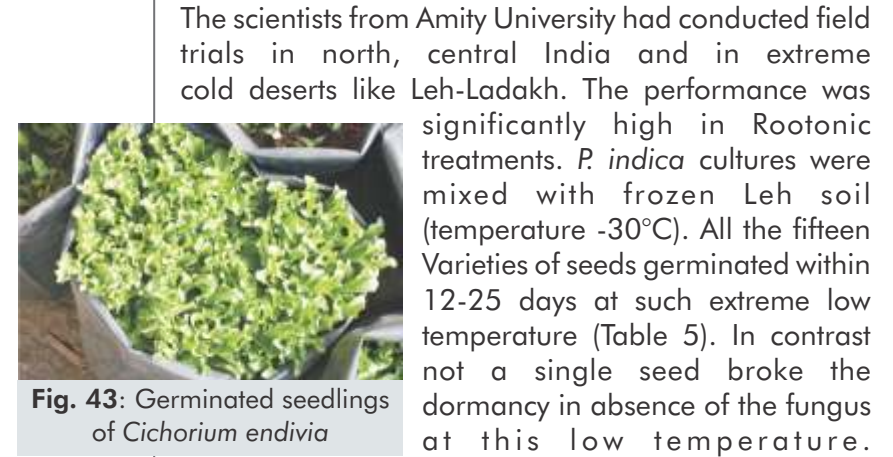 The scientists from Amity University had conducted field
trials in north, central India and in extreme
cold deserts like Leh-Ladakh. The performance was
significantly high in Rootonic
treatments. P. indica cultures were
mixed with frozen Leh soil
(temperature -30°C). All the fifteen
Varieties of seeds germinated within
12-25 days at such extreme low
temperature (Table 5). In contrast
not a single seed broke the
dormancy in absence of the fungus
at this low temperature.
Fig. 43: Germinated seedlings
of Cichorium endivia